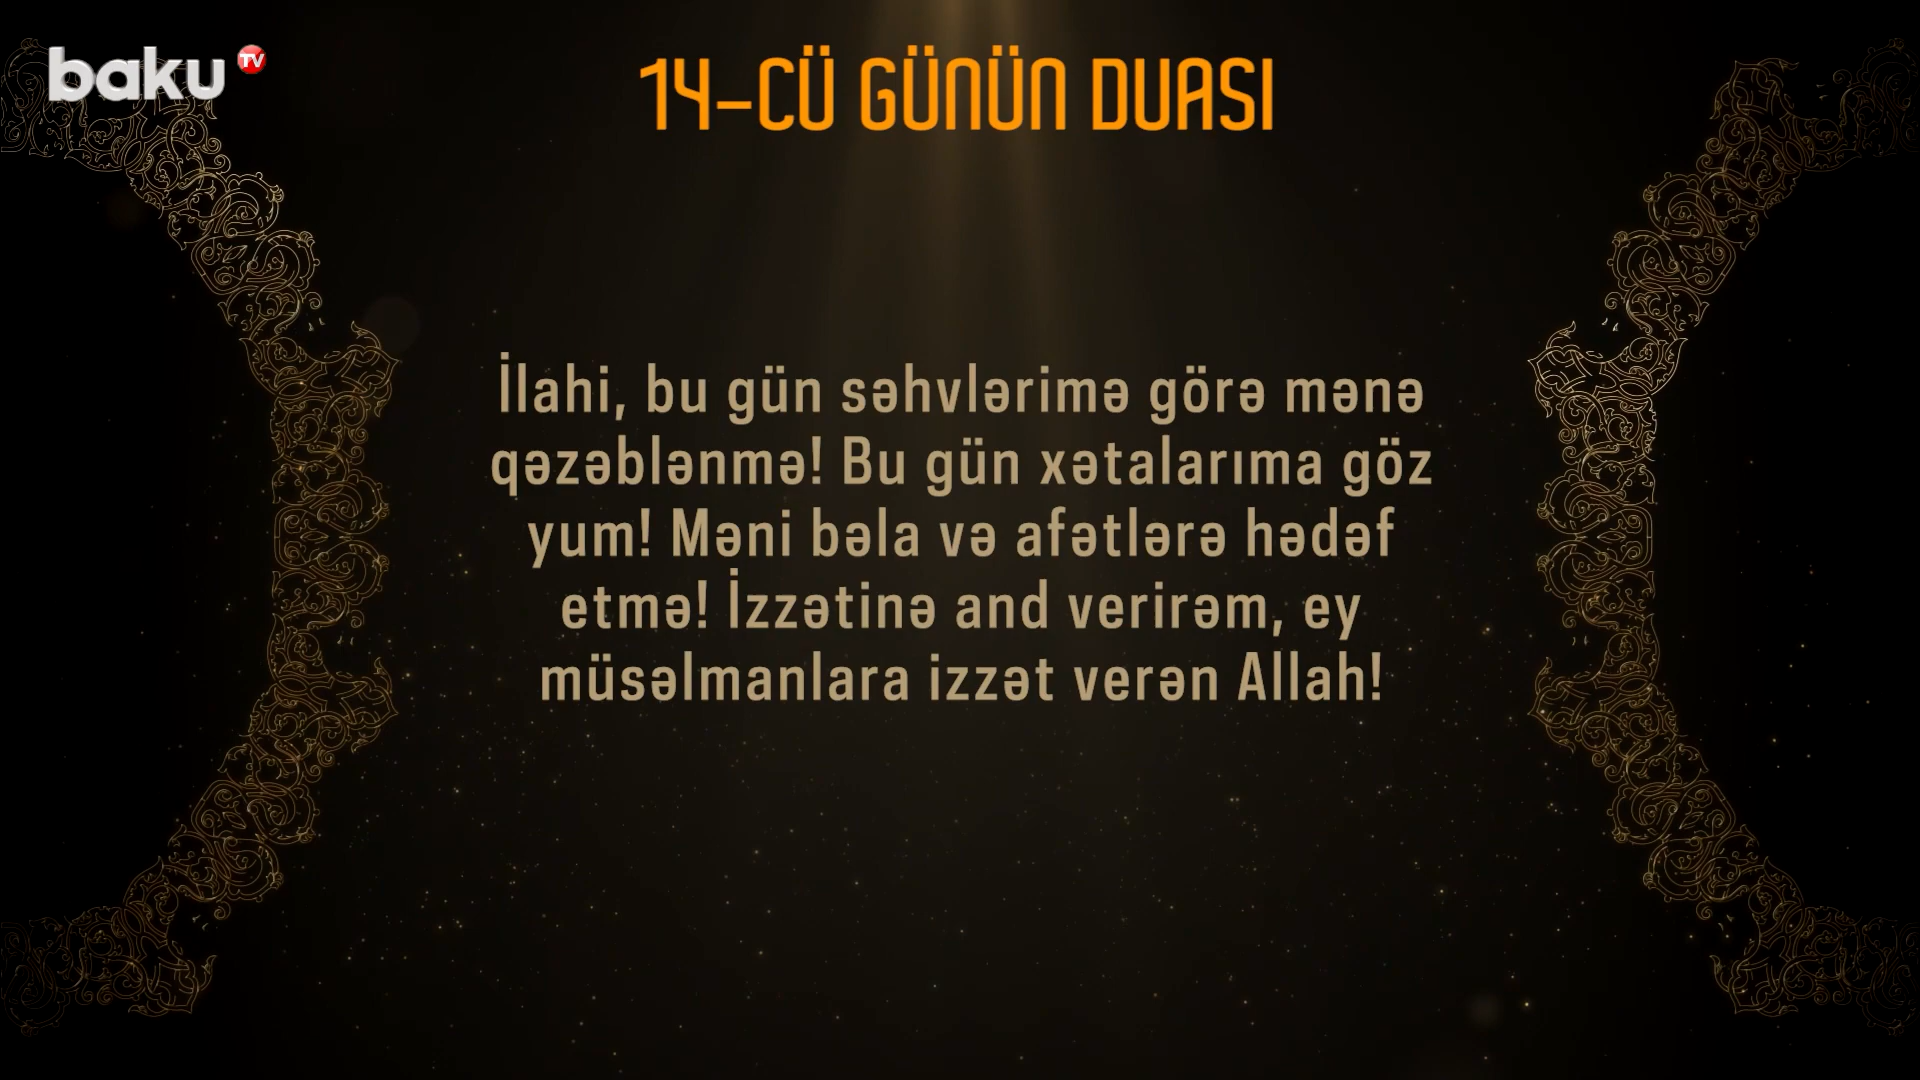 baku TV
14-CÜ GÜNÜN DUASI
İlahi, bu gün səhvlərimə görə mənə
qəzəblənmə! Bu gün xətalarıma göz
yum! Məni bəla və afətlərə hədəf
etmə! İzzətinə and verirəm, ey
müsəlmanlara izzət verən Allah!